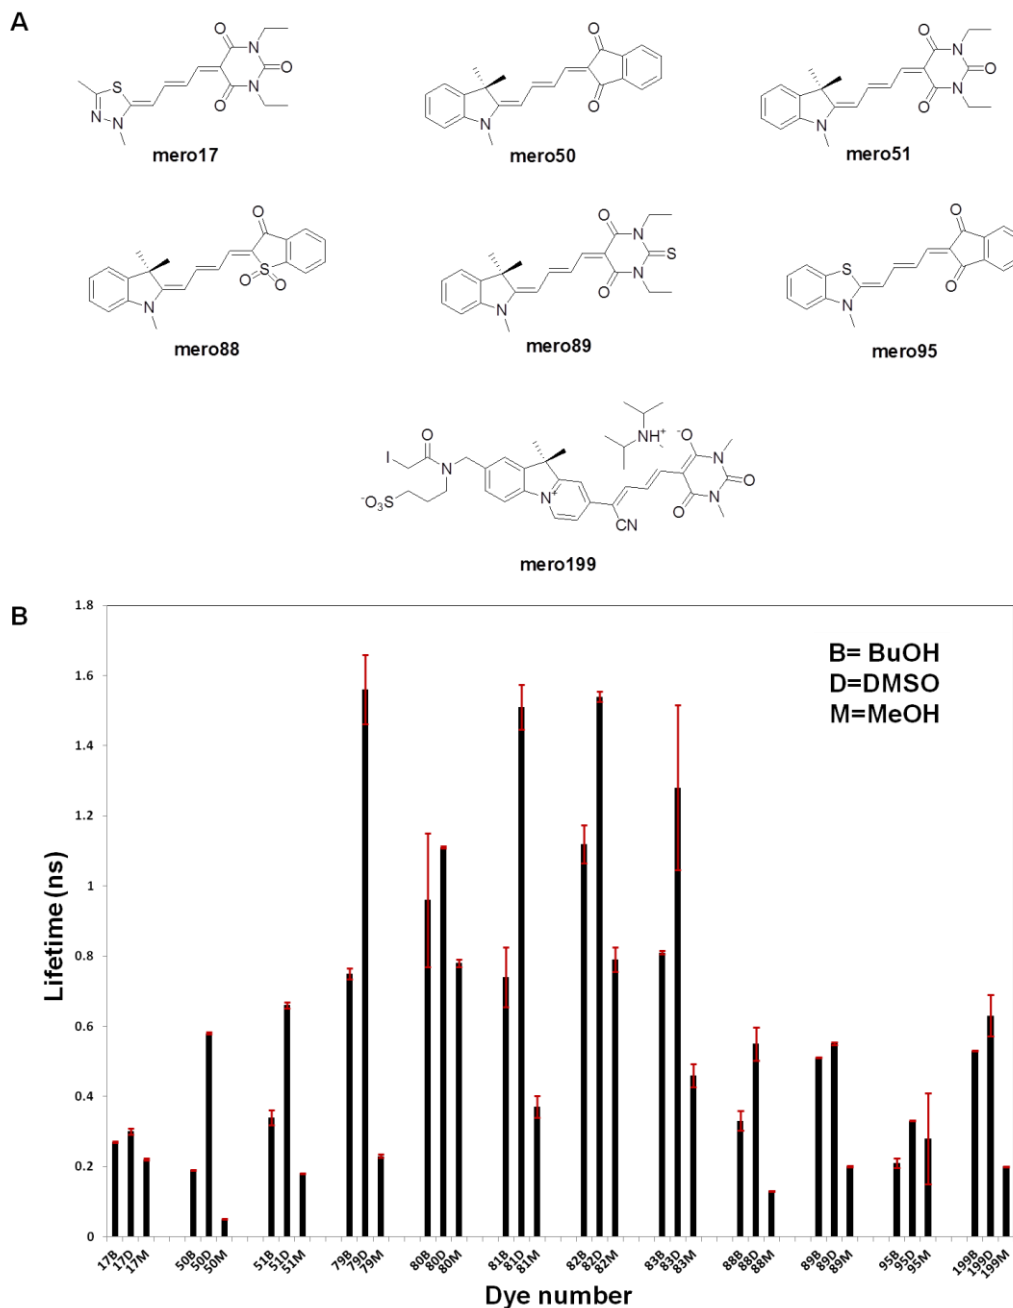 A
mero17
mero50
mero51
mero88
mero89
mero95
mero199
O
N
O
O
N
S
N
N
O
O
N
O
N
O
O
N
N
O
O
S
O
O
N
O
N
S
O
N
N
O
S
N
O
I
O
N
-O3S
N+
CN
NH+
-O
N
O
N
O
B
B= BuOH
D=DMSO
M=MeOH
Lifetime (ns)
1.8
1.6
1.4
1.2
1
0.8
0.6
0.4
0.2
0
17B
17D
17M
50B
50D
50M
51B
51D
51M
79B
79D
79M
80B
80D
80M
81B
81D
81M
82B
82D
82M
83B
83D
83M
88B
88D
88M
89B
89D
89M
95B
95D
95M
199B
199D
199M
Dye number